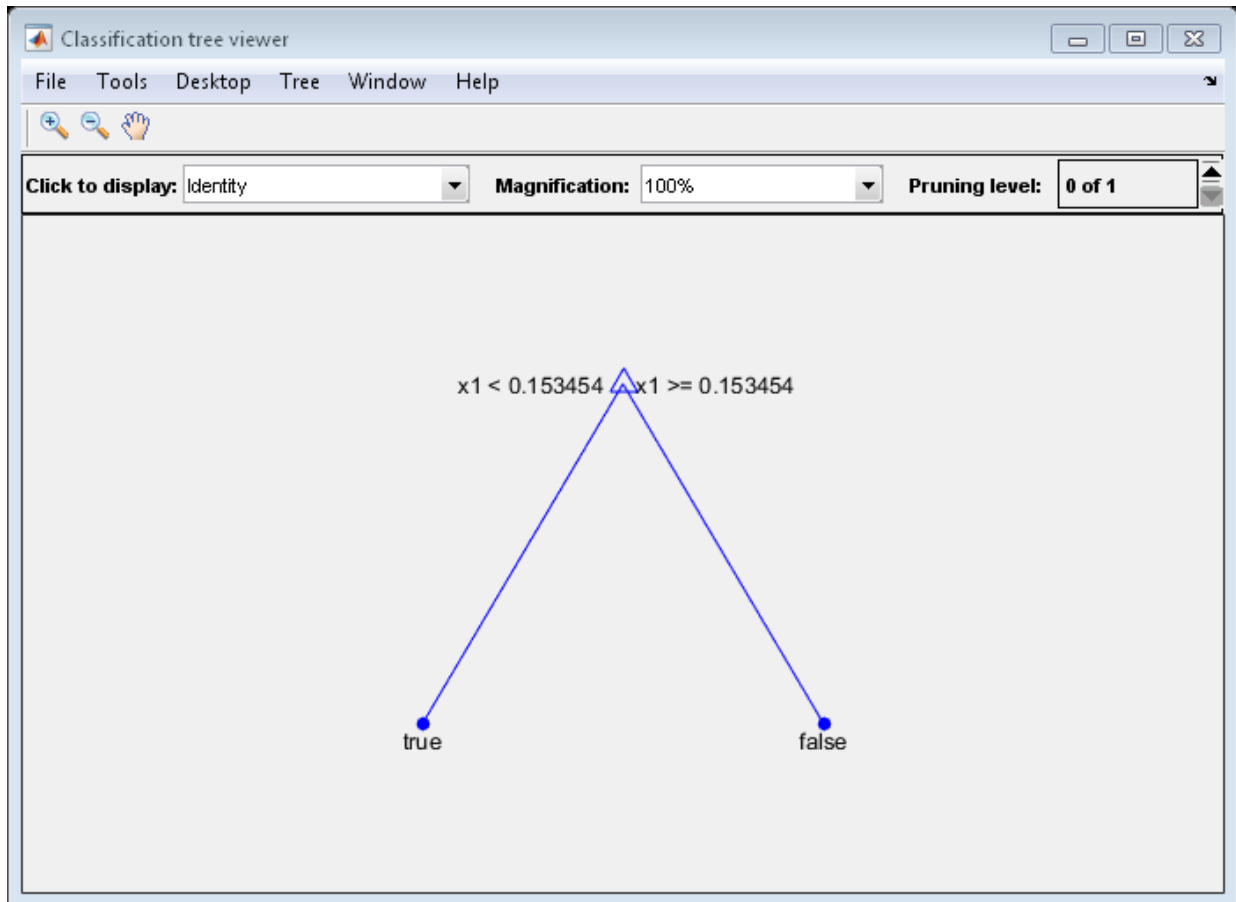 Classification tree viewer
File Tools Desktop Tree Window Help
Click to display: Identity Magnification: 100% Pruning level: 0 of 1
x1 < 0.153454 x1 >= 0.153454
true false